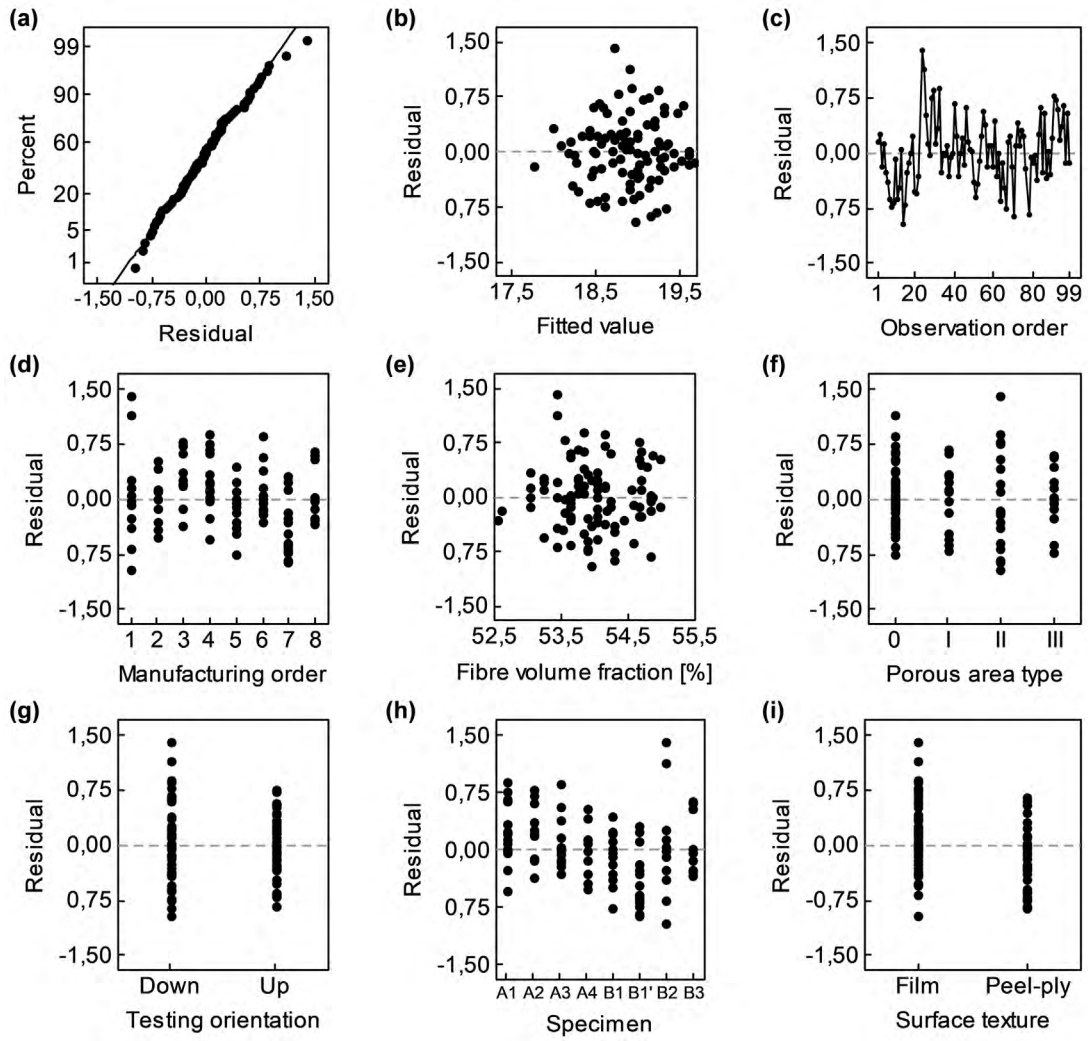 (a)
99
90
60
20
5
1
Percent
-1,50 -0,75 0,00 0,75 1,50
Residual
(b)
1,50
0,75
0,00
0,75
-1,50
Residual
17,5 18,5 19,5
Fitted value
(c)
1,50
0,75
0,00
0,75
-1,50
Residual
1 20 40 60 80 99
Observation order
(d)
1,50
0,75
0,00
0,75
-1,50
Residual
1 2 3 4 5 6 7 8
Manufacturing order
(e)
1,50
0,75
0,00
0,75
-1,50
Residual
52,5 53,5 54,5 55,5
Fibre volume fraction [%]
(f)
1,50
0,75
0,00
0,75
-1,50
Residual
0 I II III
Porous area type
(g)
1,50
0,75
0,00
0,75
-1,50
Residual
Down Up
Testing orientation
(h)
1,50
0,75
0,00
0,75
-1,50
Residual
A1 A2 A3 A4 B1 B1' B2 B3
Specimen
(i)
1,50
0,75
0,00
0,75
-1,50
Residual
Film Peel-ply
Surface texture